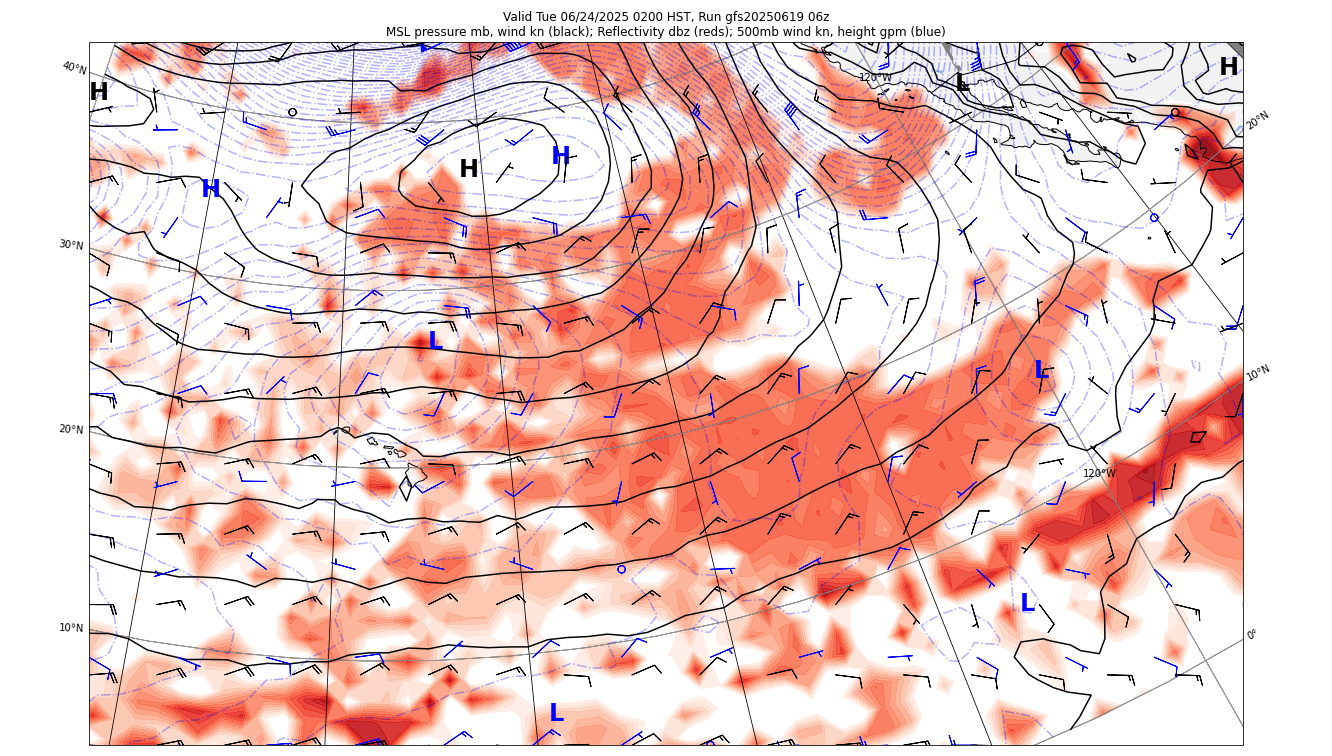 Valid Tue 06/24/2025 0200 HST, Run gfs20250619 06z
MSL pressure mb, wind kn (black); Reflectivity dbz (reds); 500mb wind kn, height gpm (blue)
40°N
120°W
L
H
H
20°N
H
H
H
30°N
L
L
10°N
20°N
120°W
L
10°N
0°
L